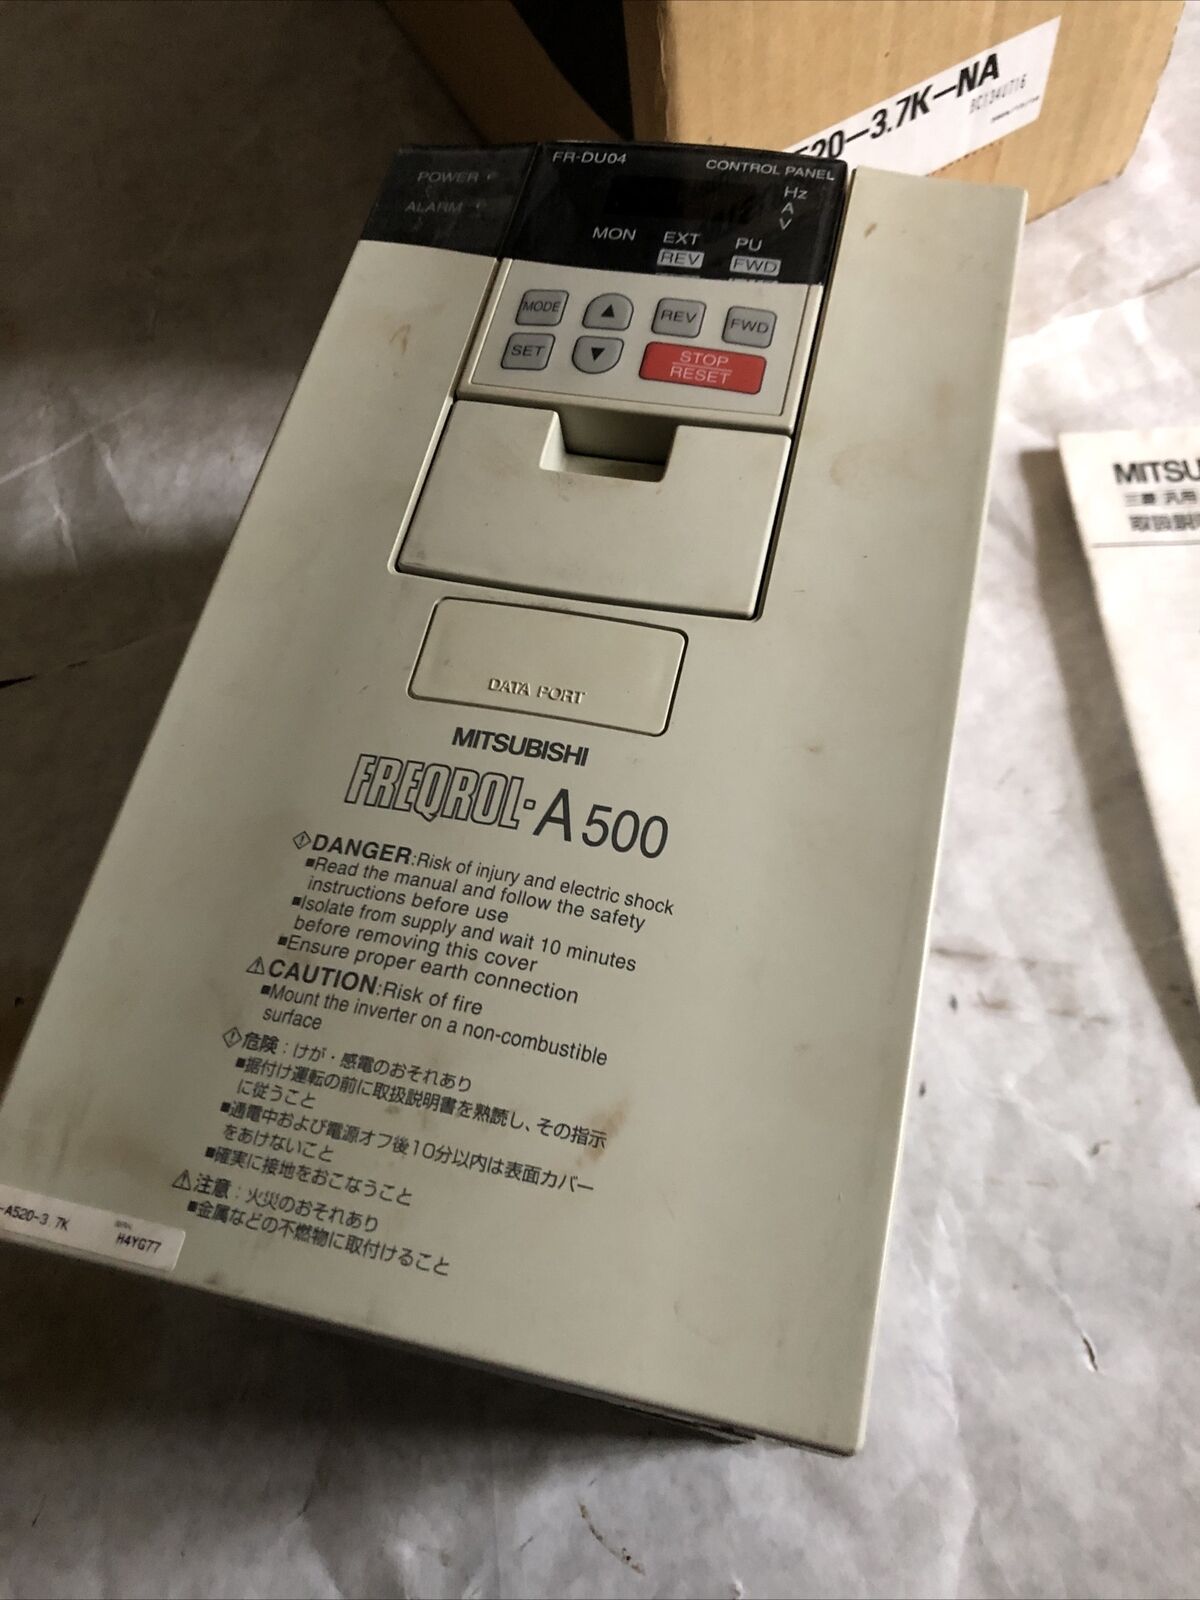 520-3.7K-NA
BC134U716
FR-DU04
CONTROL PANEL
POWER
ALARM
Hz
A
V
MON
EXT
PU
REV
FWD
MODE
REV
FWD
SET
STOP
RESET
DATA PORT
MITSUBISHI
FREQROL-A500
DANGER:Risk of injury and electric shock
■Read the manual and follow the safety
instructions before use
■Isolate from supply and wait 10 minutes
before removing this cover
■Ensure proper earth connection
CAUTION:Risk of fire
■Mount the inverter on a non-combustible
surface
危険：けが・感電のおそれあり
■据付け運転の前に取扱説明書を熟読し、その指示
に従うこと
■通電中および電源オフ後10分以内は表面カバー
をあけないこと
■確実に接地をおこなうこと
注意：火災のおそれあり
■金属などの不燃物に取付けること
-A520-3.7K
H4YG77
MITSU
三菱 汎用
取扱説